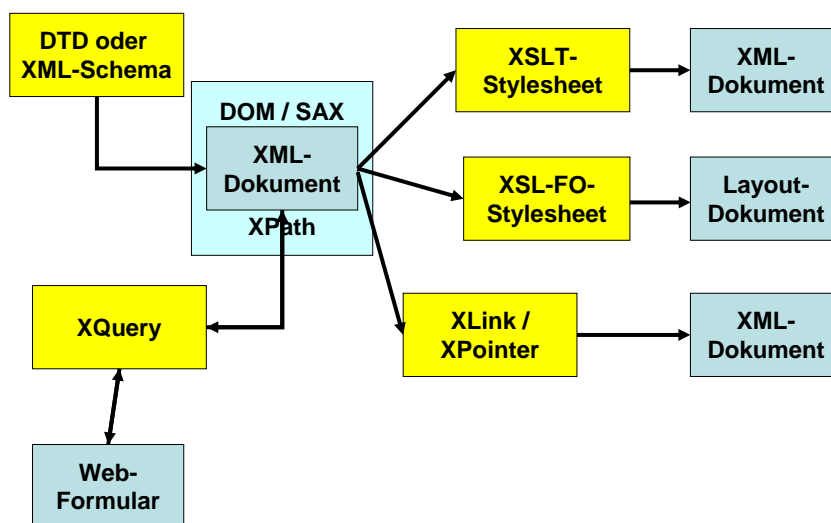 DTD oder
XML-Schema
DOM / SAX
XML-
Dokument
XPath
XSLT-
Stylesheet
XML-
Dokument
XSL-FO-
Stylesheet
Layout-
Dokument
XQuery
XLink /
XPointer
XML-
Dokument
Web-
Formular